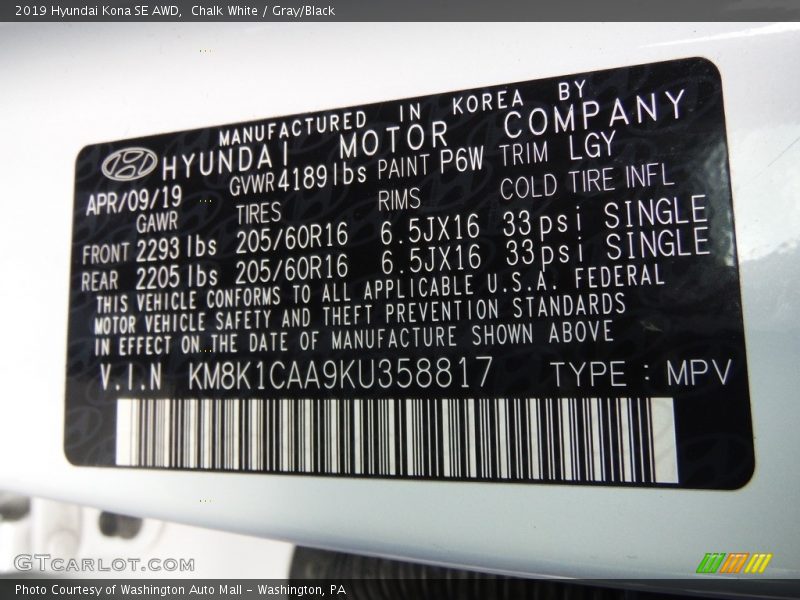 2019 Hyundai Kona SE AWD,  Chalk White / Gray/Black
MANUFACTURED IN KOREA BY
HYUNDAI MOTOR COMPANY
APR/09/19 GVWR 4189 lbs PAINT P6W TRIM LGY
GAWR TIRES RIMS COLD TIRE INFL
FRONT 2293 lbs 205/60R16 6.5JX16 33 psi SINGLE
REAR 2205 lbs 205/60R16 6.5JX16 33 psi SINGLE
THIS VEHICLE CONFORMS TO ALL APPLICABLE U.S.A. FEDERAL
MOTOR VEHICLE SAFETY AND THEFT PREVENTION STANDARDS
IN EFFECT ON THE DATE OF MANUFACTURE SHOWN ABOVE
V.I.N KM8K1CAA9KU358817 TYPE : MPV
GTCARLOT.COM
Photo Courtesy of Washington Auto Mall - Washington, PA